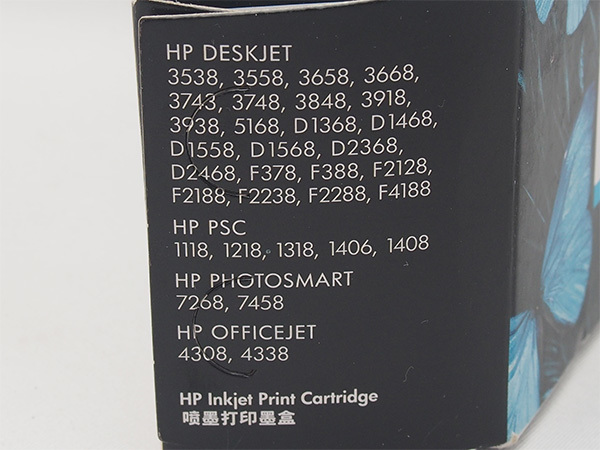 HP DESKJET
3538, 3558, 3658, 3668,
3743, 3748, 3848, 3918,
3938, 5168, D1368, D1468,
D1558, D1568, D2368,
D2468, F378, F388, F2128,
F2188, F2238, F2288, F4188
HP PSC
1118, 1218, 1318, 1406, 1408
HP PHOTOSMART
7268, 7458
HP OFFICEJET
4308, 4338
HP Inkjet Print Cartridge
喷墨打印墨盒